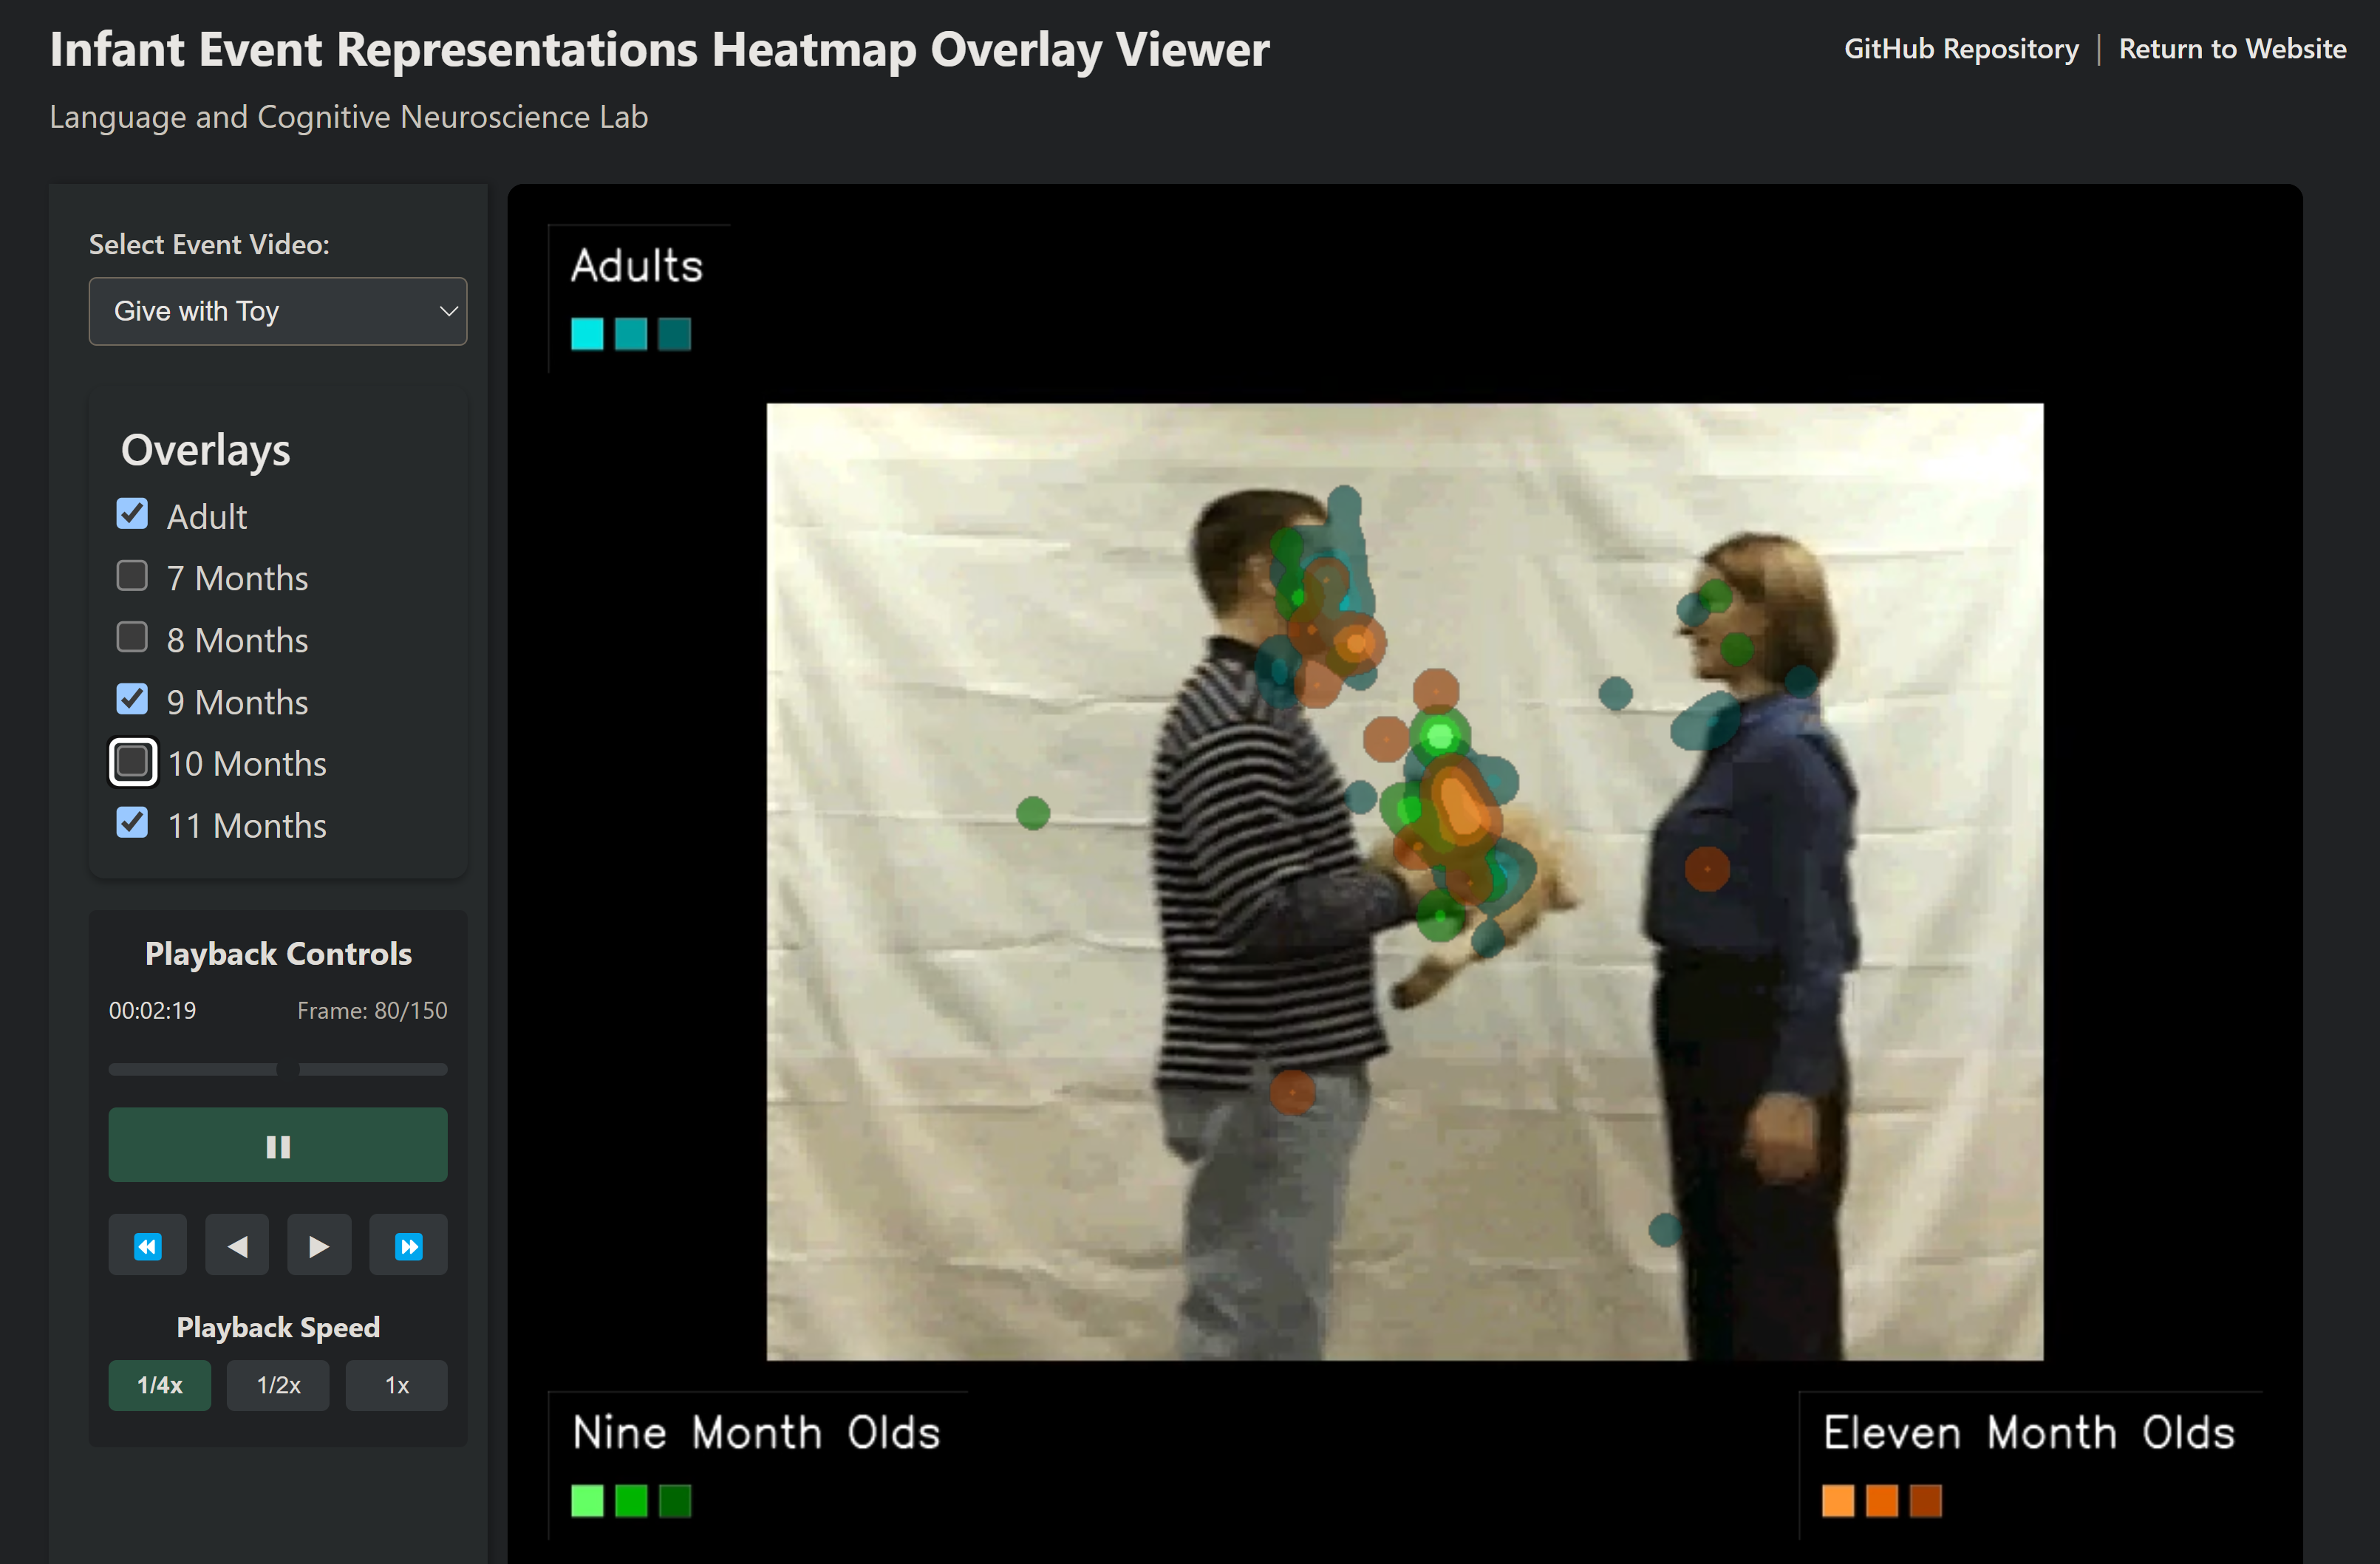 Infant Event Representations Heatmap Overlay Viewer
GitHub Repository | Return to Website
Language and Cognitive Neuroscience Lab
Select Event Video:
Give with Toy
Overlays
Adult
7 Months
8 Months
9 Months
10 Months
11 Months
Playback Controls
00:02:19 Frame: 80/150
Playback Speed
1/4x 1/2x 1x
Adults
Nine Month Olds
Eleven Month Olds